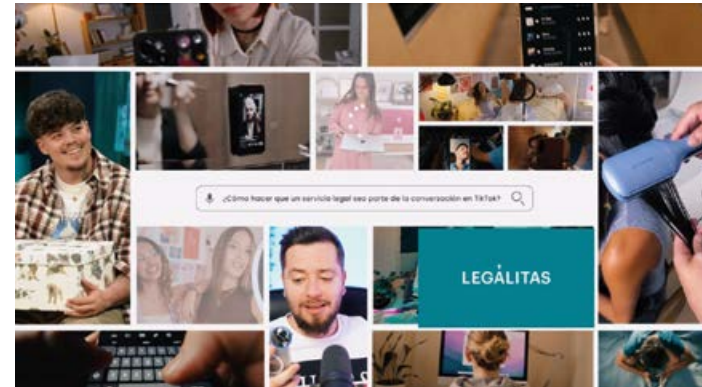 ¿Cómo hacer que un servicio legal sea parte de la conversación en TikTok?
LEGÁLITAS